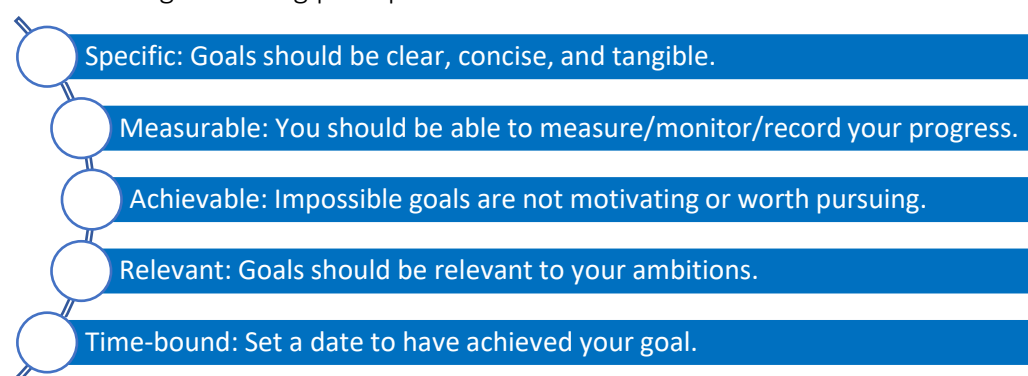 Specific: Goals should be clear, concise, and tangible.
Measurable: You should be able to measure/monitor/record your progress.
Achievable: Impossible goals are not motivating or worth pursuing.
Relevant: Goals should be relevant to your ambitions.
Time-bound: Set a date to have achieved your goal.